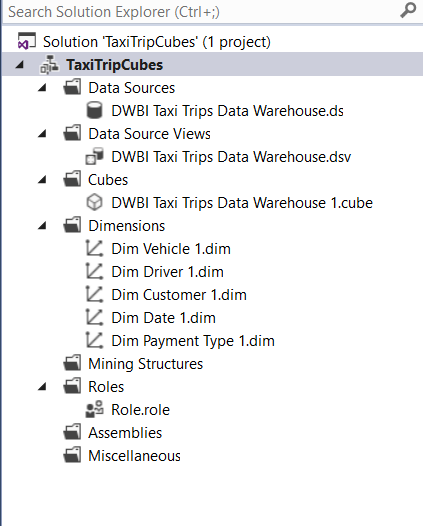 Search Solution Explorer (Ctrl+;)
Solution 'TaxiTripCubes' (1 project)
TaxiTripCubes
Data Sources
DWBI Taxi Trips Data Warehouse.ds
Data Source Views
DWBI Taxi Trips Data Warehouse.dsv
Cubes
DWBI Taxi Trips Data Warehouse 1.cube
Dimensions
Dim Vehicle 1.dim
Dim Driver 1.dim
Dim Customer 1.dim
Dim Date 1.dim
Dim Payment Type 1.dim
Mining Structures
Roles
Role.role
Assemblies
Miscellaneous